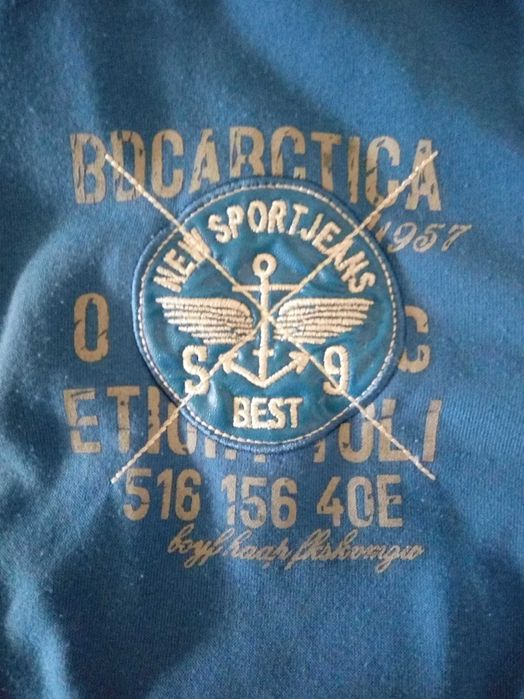 BDCARCTICA
1957
NEW SPORTJEANS
O C
S 9
BEST
516 156 40E